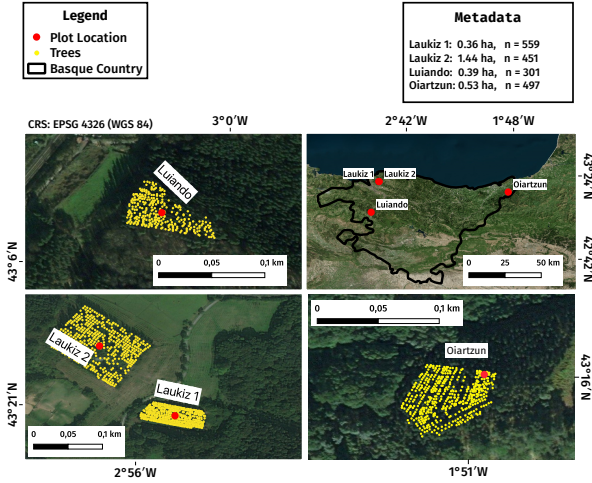 Legend
Plot Location
Trees
Basque Country
Metadata
Laukiz 1: 0.36 ha, n = 559
Laukiz 2: 1.44 ha, n = 451
Luiando: 0.39 ha, n = 301
Oiartzun: 0.53 ha, n = 497
CRS: EPSG 4326 (WGS 84)
3°0′W
2°42′W
1°48′W
Luiando
43°6′N
0
0,05
0,1 km
Laukiz 1
Laukiz 2
Oiartzun
Luiando
43°24′N
42°42′N
0
25
50 km
Laukiz 2
Laukiz 1
43°21′N
0
0,05
0,1 km
2°56′W
0
0,05
0,1 km
Oiartzun
43°16′N
1°51′W